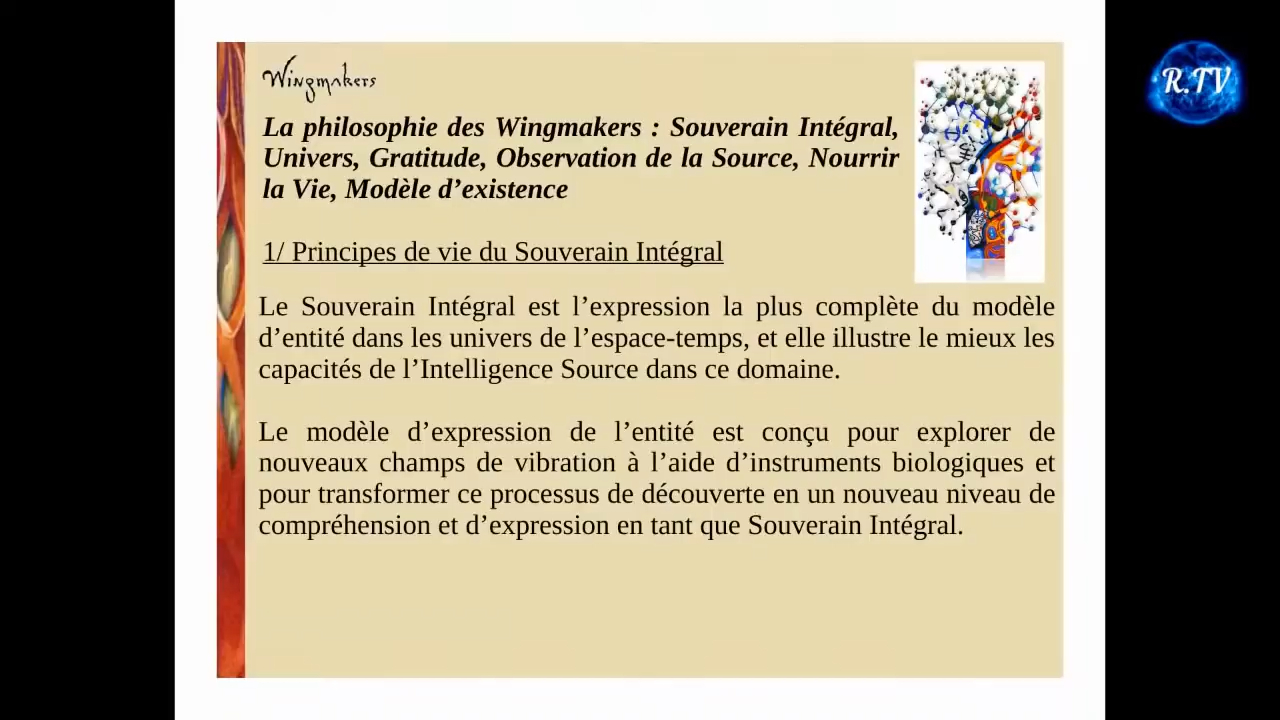 Wingmakers
R.TV
La philosophie des Wingmakers : Souverain Intégral,
Univers, Gratitude, Observation de la Source, Nourrir
la Vie, Modèle d’existence
1/ Principes de vie du Souverain Intégral
Le Souverain Intégral est l’expression la plus complète du modèle
d’entité dans les univers de l’espace-temps, et elle illustre le mieux les
capacités de l’Intelligence Source dans ce domaine.
Le modèle d’expression de l’entité est conçu pour explorer de
nouveaux champs de vibration à l’aide d’instruments biologiques et
pour transformer ce processus de découverte en un nouveau niveau de
compréhension et d’expression en tant que Souverain Intégral.